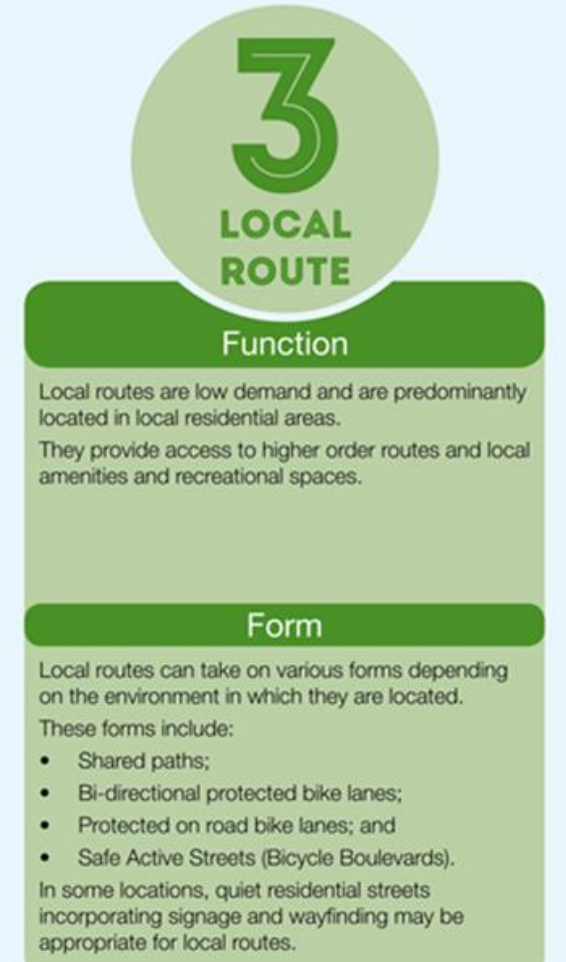 3
LOCAL
ROUTE
Function
Local routes are low demand and are predominantly
located in local residential areas.
They provide access to higher order routes and local
amenities and recreational spaces.
Form
Local routes can take on various forms depending
on the environment in which they are located.
These forms include:
• Shared paths;
• Bi-directional protected bike lanes;
• Protected on road bike lanes; and
• Safe Active Streets (Bicycle Boulevards).
In some locations, quiet residential streets
incorporating signage and wayfinding may be
appropriate for local routes.